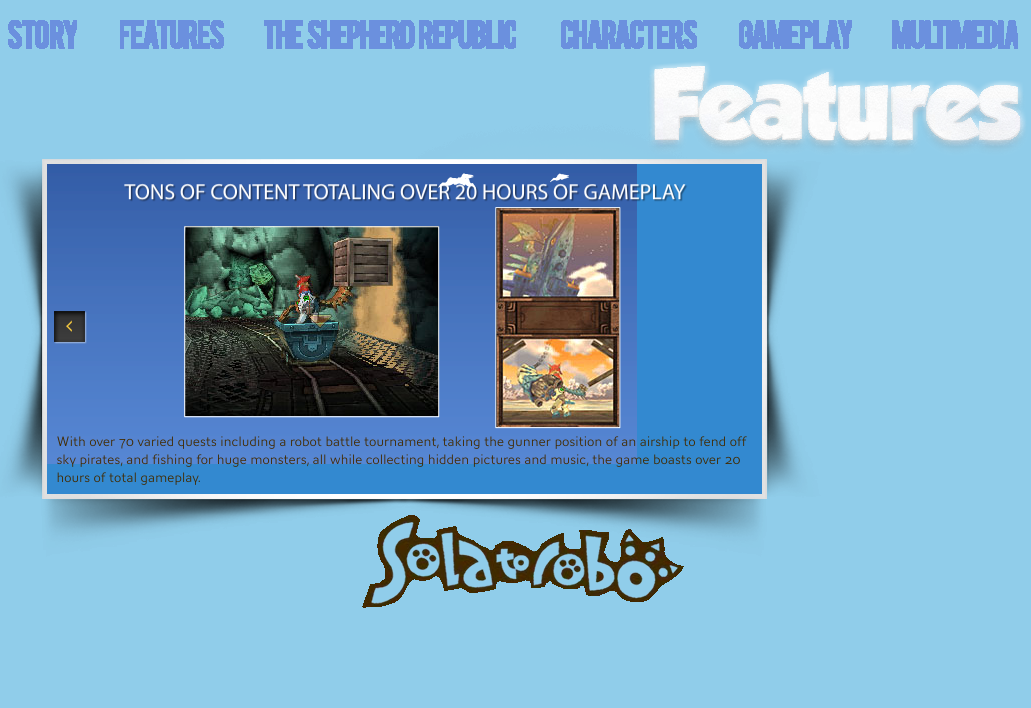 STORY FEATURES THE SHEPHERD REPUBLIC CHARACTERS GAMEPLAY MULTIMEDIA
Features
TONS OF CONTENT TOTALING OVER 20 HOURS OF GAMEPLAY
With over 70 varied quests including a robot battle tournament, taking the gunner position of an airship to fend off
sky pirates, and fishing for huge monsters, all while collecting hidden pictures and music, the game boasts over 20
hours of total gameplay.
Solatorobo